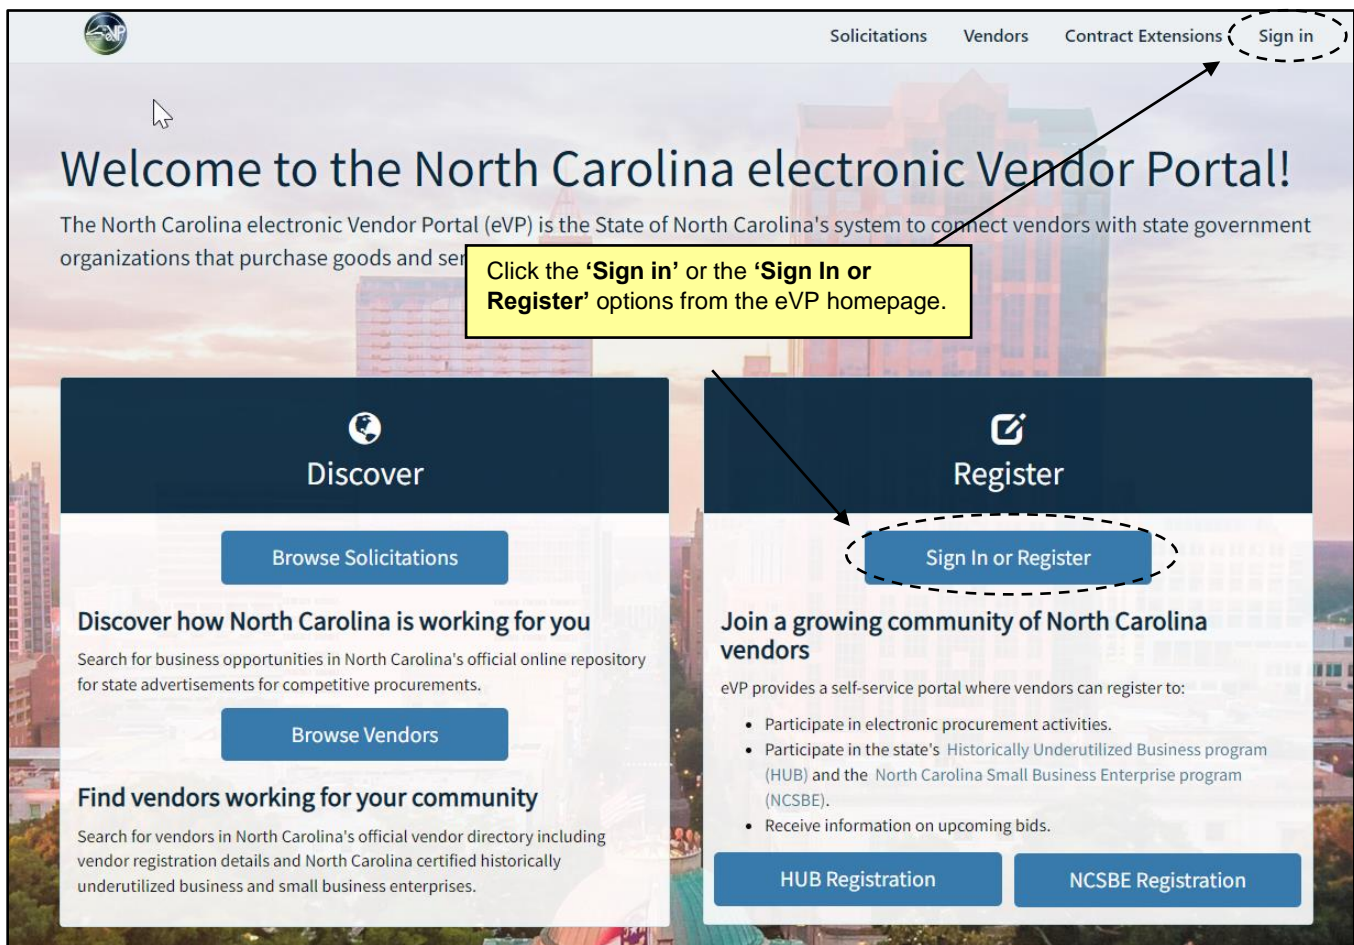 eVP
Solicitations Vendors Contract Extensions Sign in
Welcome to the North Carolina electronic Vendor Portal!
The North Carolina electronic Vendor Portal (eVP) is the State of North Carolina's system to connect vendors with state government
organizations that purchase goods and ser
Click the ‘Sign in’ or the ‘Sign In or
Register’ options from the eVP homepage.
Discover
Browse Solicitations
Discover how North Carolina is working for you
Search for business opportunities in North Carolina's official online repository
for state advertisements for competitive procurements.
Browse Vendors
Find vendors working for your community
Search for vendors in North Carolina's official vendor directory including
vendor registration details and North Carolina certified historically
underutilized business and small business enterprises.
Register
Sign In or Register
Join a growing community of North Carolina
vendors
eVP provides a self-service portal where vendors can register to:
• Participate in electronic procurement activities.
• Participate in the state's Historically Underutilized Business program
(HUB) and the North Carolina Small Business Enterprise program
(NCSBE).
• Receive information on upcoming bids.
HUB Registration
NCSBE Registration